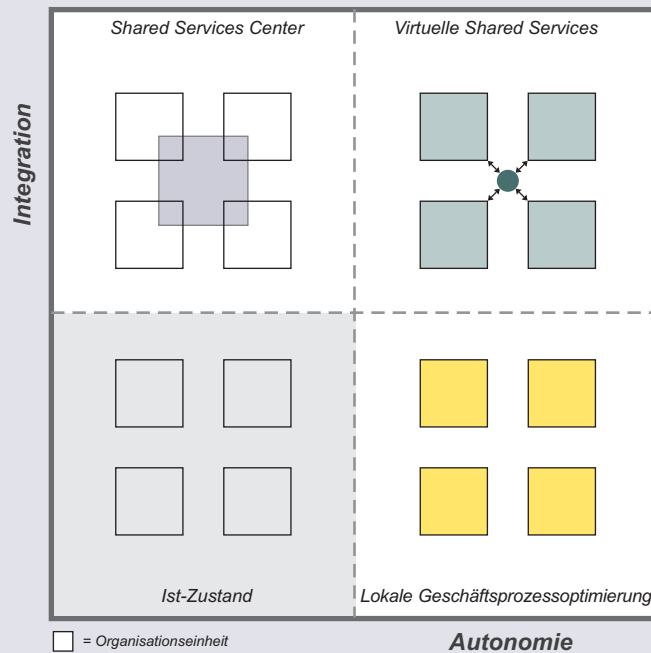 Shared Services Center
Virtuelle Shared Services
Integration
Ist-Zustand
Lokale Geschäftsprozessoptimierung
= Organisationseinheit
Autonomie